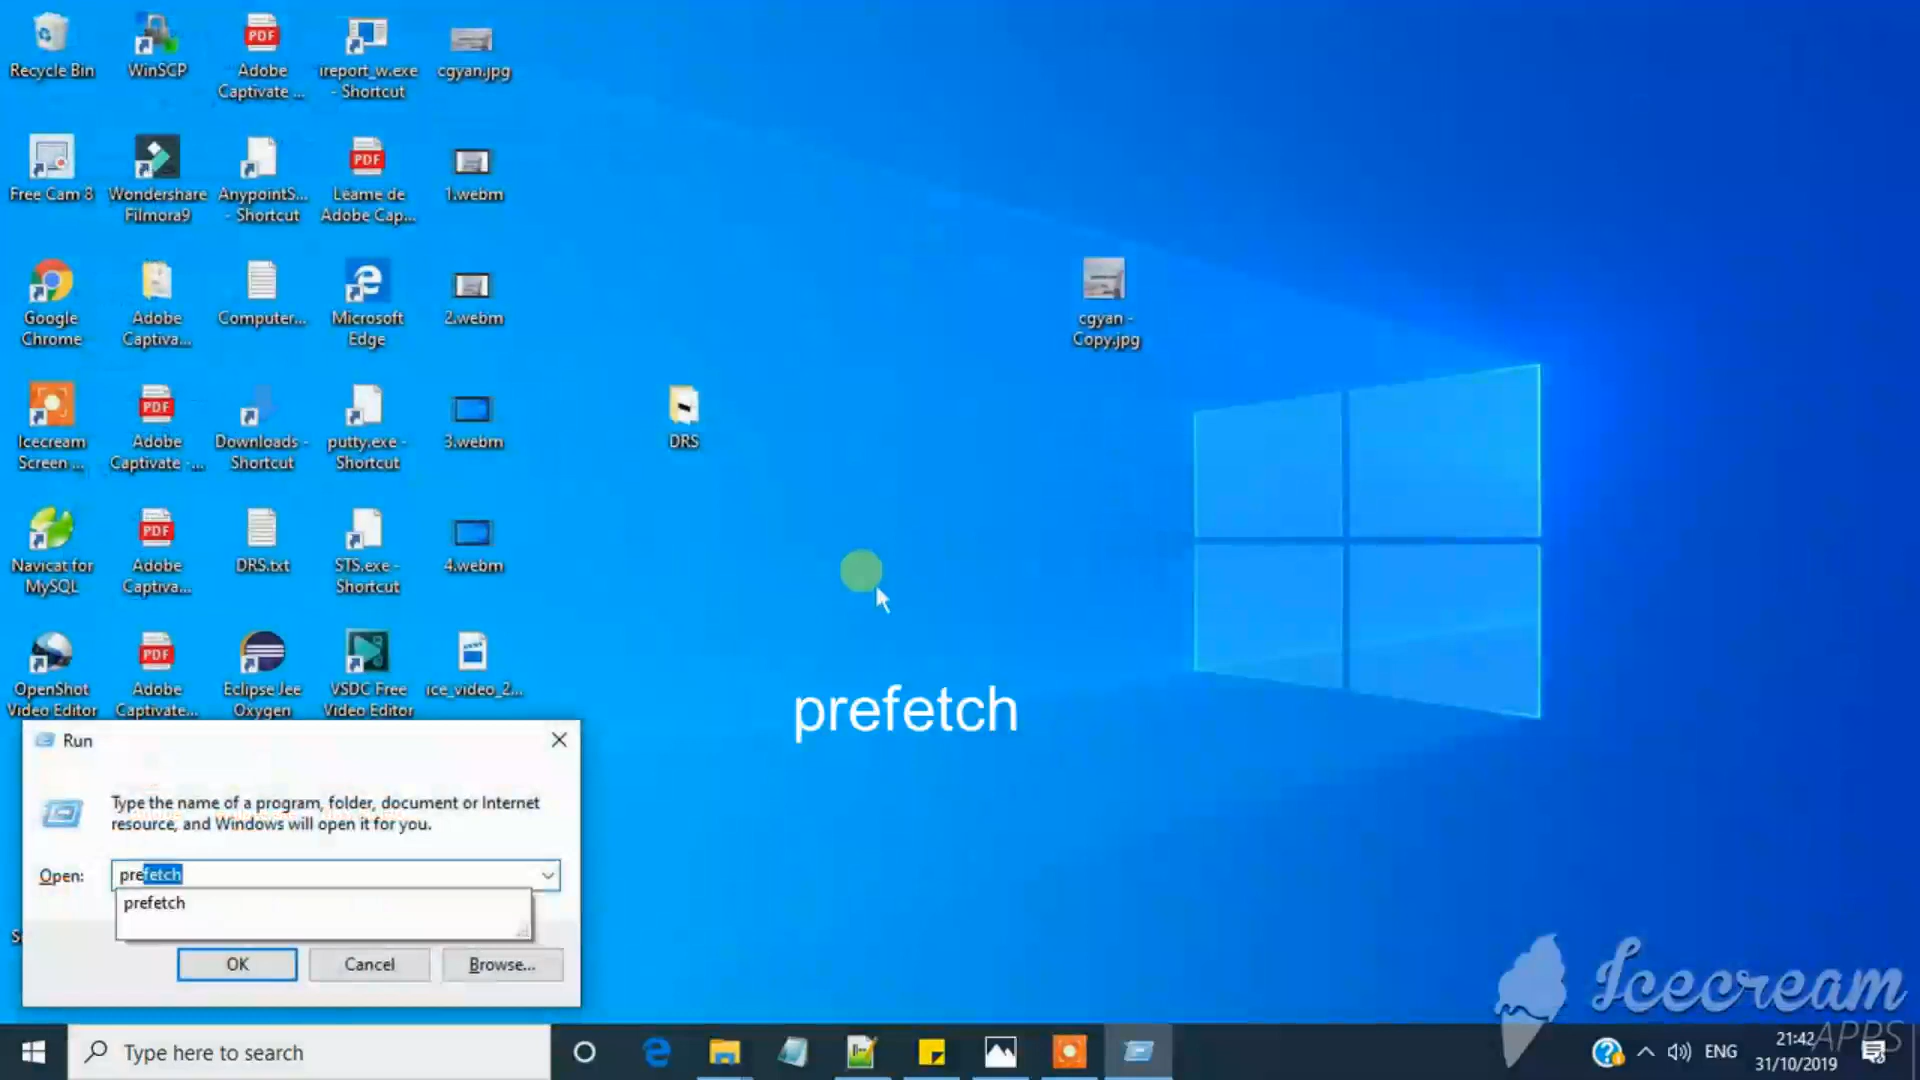 Recycle Bin
WinSCP
Adobe
Captivate ...
ireport_w.exe
- Shortcut
cgyan.jpg
Free Cam 8
Wondershare
Filmora9
AnypointS...
- Shortcut
Léame de
Adobe Cap...
1.webm
Google
Chrome
Adobe
Captiva...
Computer...
Microsoft
Edge
2.webm
cgyan -
Copy.jpg
Icecream
Screen ...
Adobe
Captivate -...
Downloads -
Shortcut
putty.exe -
Shortcut
3.webm
DRS
Navicat for
MySQL
Adobe
Captiva...
DRS.txt
STS.exe -
Shortcut
4.webm
OpenShot
Video Editor
Adobe
Captivate...
Eclipse Jee
Oxygen
VSDC Free
Video Editor
ice_video_2...
prefetch
Run
Type the name of a program, folder, document or Internet
resource, and Windows will open it for you.
Open:
prefetch
prefetch
OK
Cancel
Browse...
Icecream
APPS
Type here to search
ENG
21:42
31/10/2019